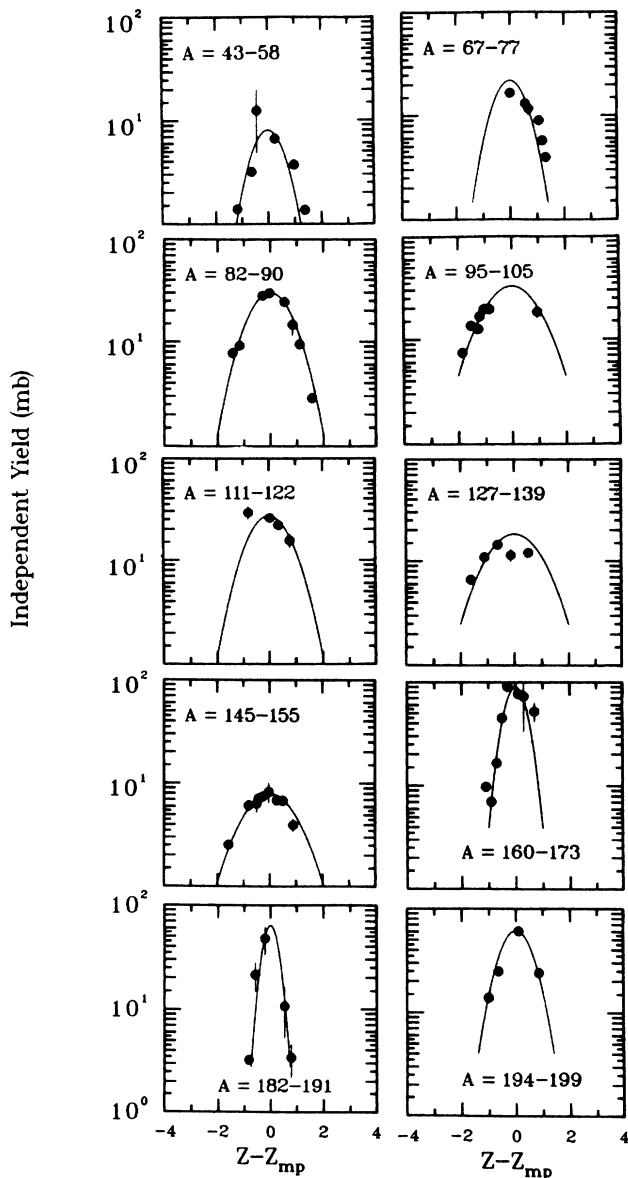 Independent Yield (mb)
10²
A = 43–58
10¹
A = 67–77
10²
A = 82–90
10¹
A = 95–105
10²
A = 111–122
10¹
A = 127–139
10²
A = 145–155
10¹
A = 160–173
10²
10¹
A = 182–191
10⁰
A = 194–199
−4 −2 0 2 4
Z−Zmp
−4 −2 0 2 4
Z−Zmp